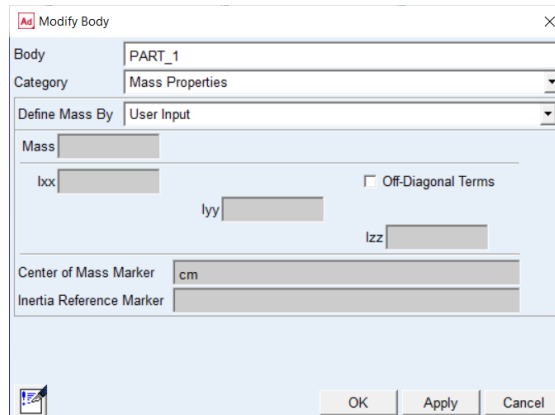 Ad Modify Body
Body PART_1
Category Mass Properties
Define Mass By User Input
Mass
Ixx Off-Diagonal Terms
Iyy
Izz
Center of Mass Marker cm
Inertia Reference Marker
OK Apply Cancel